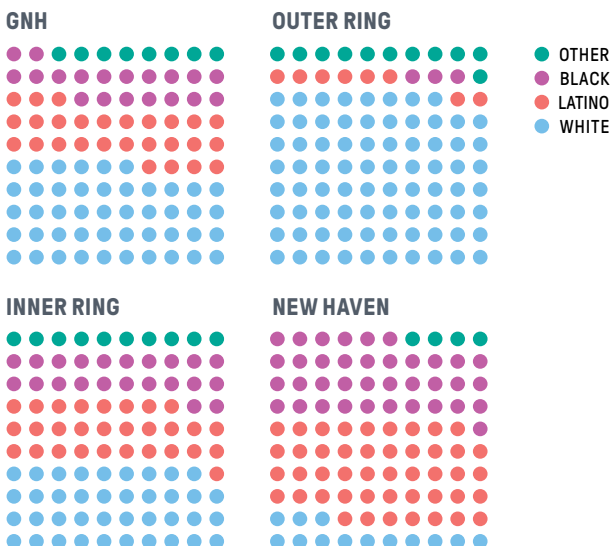 GNH
OUTER RING
OTHER
BLACK
LATINO
WHITE
INNER RING
NEW HAVEN